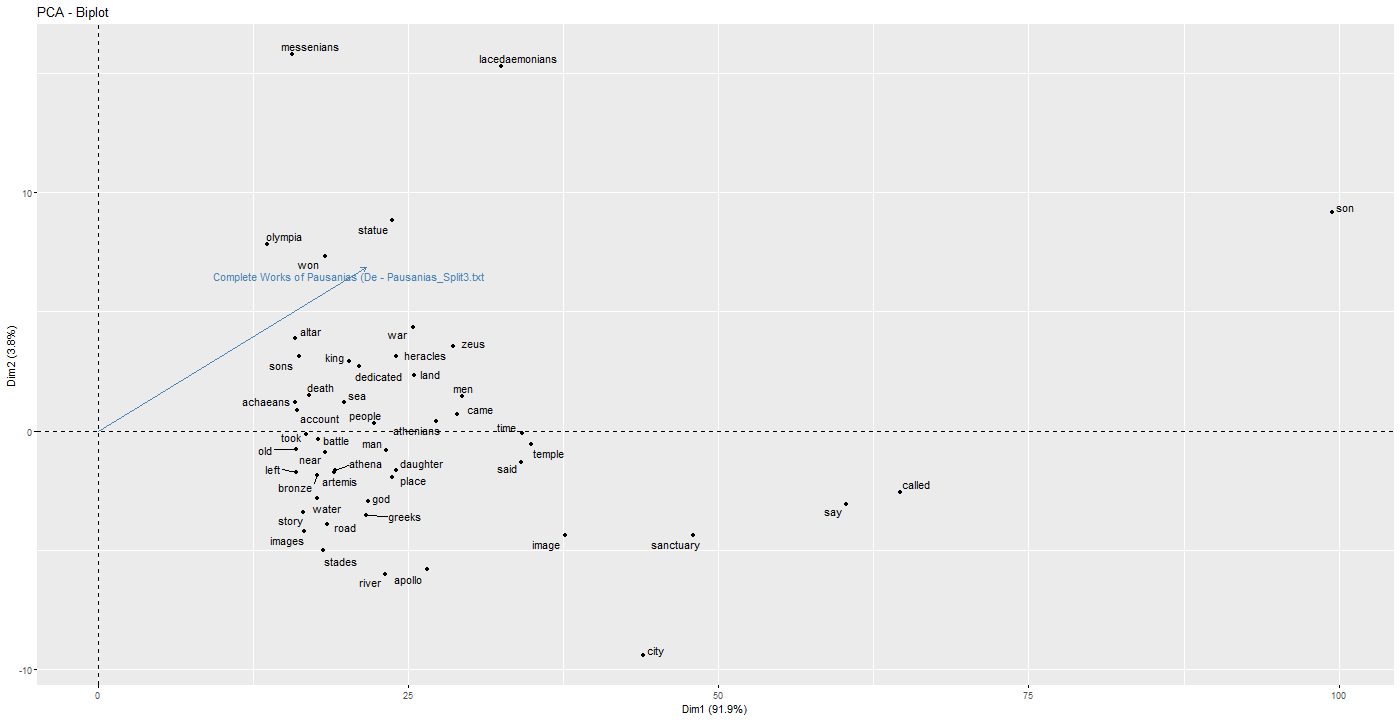 PCA - Biplot
messenians
lacedaemonians
10
son
statue
olympia
won
Complete Works of Pausanias (De - Pausanias_Split3.txt
altar
war
zeus
sons
king
heracles
dedicated
land
death
sea
men
achaeans
account
people
came
athenians
0
time
took
battle
man
temple
old
near
left
athena
daughter
said
bronze
artemis
place
called
god
say
water
greeks
story
road
images
image
sanctuary
stades
river
apollo
city
-10
0
25
50
75
100
Dim1 (91.9%)
Dim2 (3.8%)